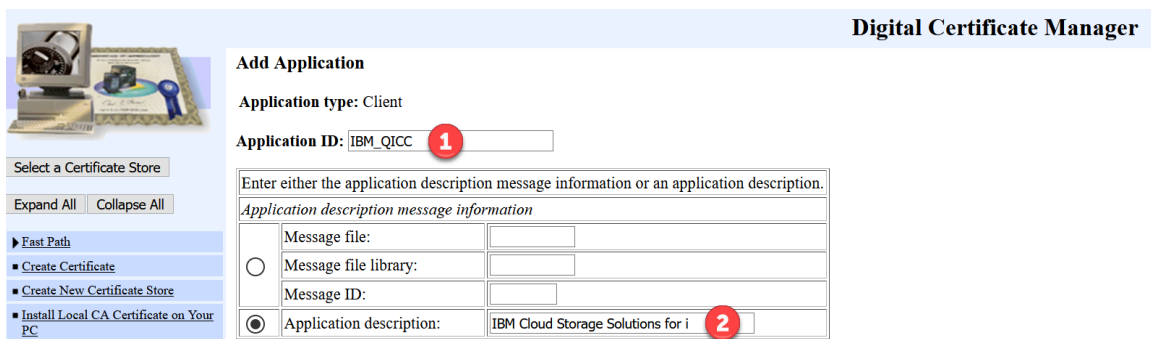 Digital Certificate Manager
Select a Certificate Store
Expand All Collapse All
Fast Path
Create Certificate
Create New Certificate Store
Install Local CA Certificate on Your
PC
Add Application
Application type: Client
Application ID: IBM_QICC 1
Enter either the application description message information or an application description.
Application description message information
Message file:
Message file library:
Message ID:
Application description: IBM Cloud Storage Solutions for i 2